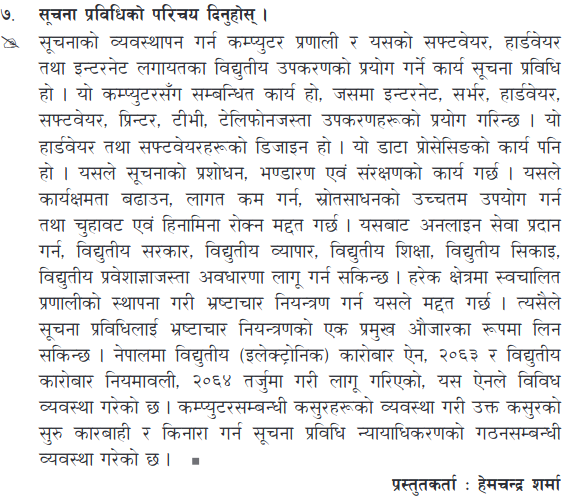 ७. सूचना प्रविधिको परिचय दिनुहोस् ।
सूचनाको व्यवस्थापन गर्न कम्प्युटर प्रणाली र यसको सफ्टवेयर, हार्डवेयर
तथा इन्टरनेट लगायतका विद्युतीय उपकरणको प्रयोग गर्ने कार्य सूचना प्रविधि
हो । यो कम्प्युटरसँग सम्बन्धित कार्य हो, जसमा इन्टरनेट, सर्भर, हार्डवेयर,
सफ्टवेयर, प्रिन्टर, टीभी, टेलिफोनजस्ता उपकरणहरूको प्रयोग गरिन्छ । यो
हार्डवेयर तथा सफ्टवेयरहरूको डिजाइन हो । यो डाटा प्रोसेसिङको कार्य पनि
हो । यसले सूचनाको प्रशोधन, भण्डारण एवं संरक्षणको कार्य गर्छ । यसले
कार्यक्षमता बढाउन, लागत कम गर्न, स्रोतसाधनको उच्चतम उपयोग गर्न
तथा चुहावट एवं हिनामिना रोक्न मद्दत गर्छ । यसबाट अनलाइन सेवा प्रदान
गर्न, विद्युतीय सरकार, विद्युतीय व्यापार, विद्युतीय शिक्षा, विद्युतीय सिकाइ,
विद्युतीय प्रवेशाज्ञाजस्ता अवधारणा लागू गर्न सकिन्छ । हरेक क्षेत्रमा स्वचालित
प्रणालीको स्थापना गरी भ्रष्टाचार नियन्त्रण गर्न यसले मद्दत गर्छ । त्यसैले
सूचना प्रविधिलाई भ्रष्टाचार नियन्त्रणको एक प्रमुख औजारका रूपमा लिन
सकिन्छ । नेपालमा विद्युतीय (इलेक्ट्रोनिक) कारोबार ऐन, २०६३ र विद्युतीय
कारोबार नियमावली, २०६४ तर्जुमा गरी लागू गरिएको, यस ऐनले विविध
व्यवस्था गरेको छ । कम्प्युटरसम्बन्धी कसुरहरूको व्यवस्था गरी उक्त कसुरको
सुरु कारबाही र किनारा गर्न सूचना प्रविधि न्यायाधिकरणको गठनसम्बन्धी
व्यवस्था गरेको छ ।
प्रस्तुतकर्ता : हेमचन्द्र शर्मा